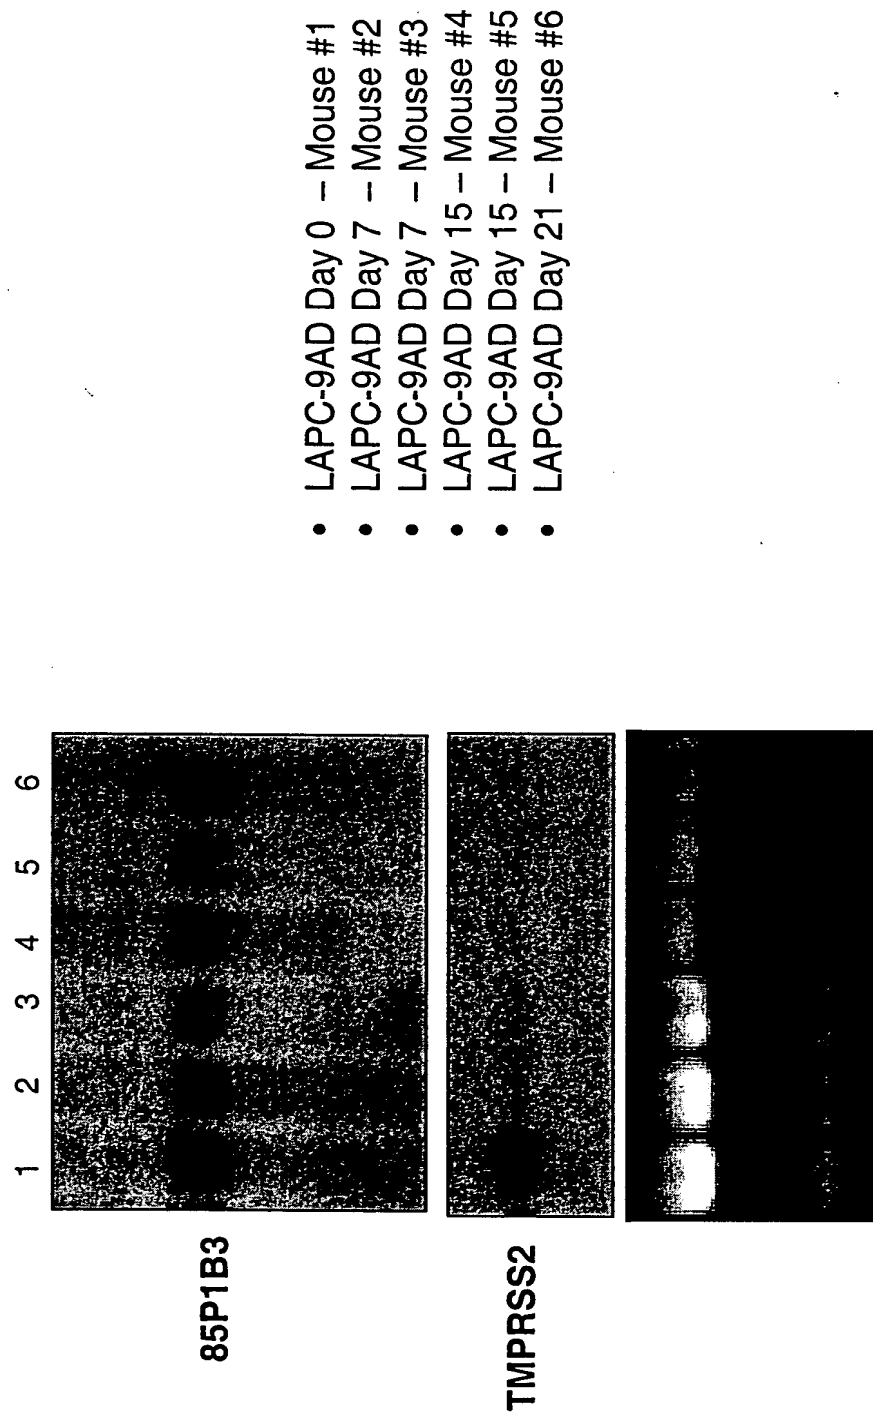 1 2 3 4 5 6
85P1B3
TMPRSS2
• LAPC-9AD Day 0 – Mouse #1
• LAPC-9AD Day 7 – Mouse #2
• LAPC-9AD Day 7 – Mouse #3
• LAPC-9AD Day 15 – Mouse #4
• LAPC-9AD Day 15 – Mouse #5
• LAPC-9AD Day 21 – Mouse #6